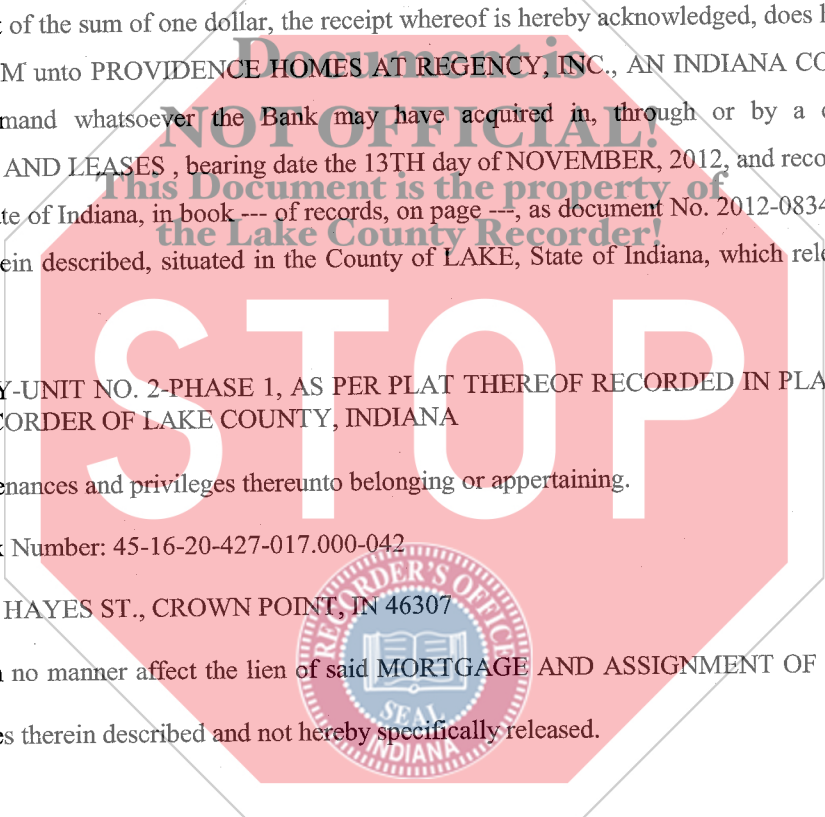 of the sum of one dollar, the receipt whereof is hereby acknowledged, does
Document is
M unto PROVIDENCE HOMES AT REGENCY, INC., AN INDIANA CO
NOT OFFICIAL!
mand whatsoever the Bank may have acquired in, through or by a
AND LEASES , bearing date the 13TH day of NOVEMBER, 2012, and reco
This Document is the property of
te of Indiana, in book --- of records, on page ---, as document No. 2012-0834
the Lake County Recorder!
ein described, situated in the County of LAKE, State of Indiana, which rele
STOP
Y-UNIT NO. 2-PHASE 1, AS PER PLAT THEREOF RECORDED IN PLA
CORDER OF LAKE COUNTY, INDIANA
enances and privileges thereunto belonging or appertaining.
Number: 45-16-20-427-017.000-042
HAYES ST., CROWN POINT, IN 46307
RECORDER'S OFFICE
no manner affect the lien of said MORTGAGE AND ASSIGNMENT OF
SEAL
es therein described and not hereby specifically released.
INDIANA